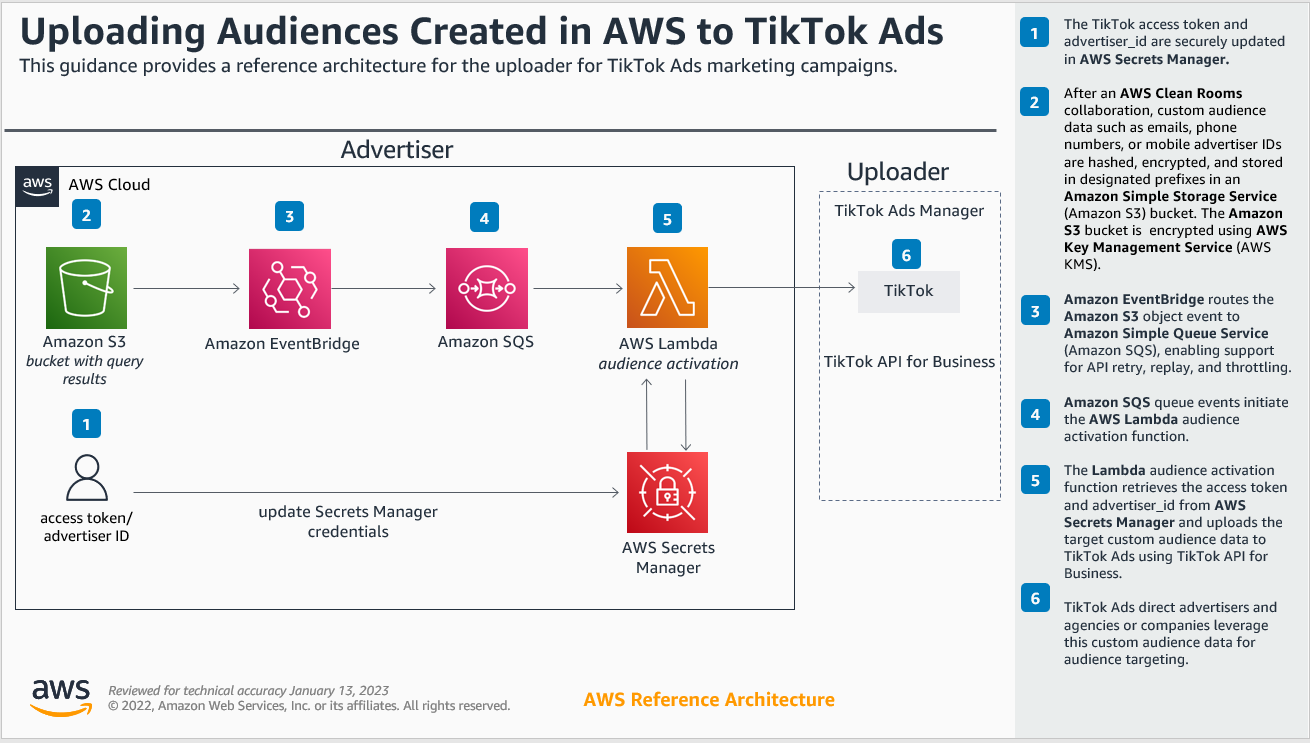 Uploading Audiences Created in AWS to TikTok Ads
This guidance provides a reference architecture for the uploader for TikTok Ads marketing campaigns.
Advertiser
aws
AWS Cloud
2
3
4
5
Amazon S3
bucket with query
results
Amazon EventBridge
Amazon SQS
AWS Lambda
audience activation
1
access token/
advertiser ID
update Secrets Manager
credentials
AWS Secrets
Manager
Uploader
TikTok Ads Manager
6
TikTok
TikTok API for Business
1
The TikTok access token and
advertiser_id are securely updated
in AWS Secrets Manager.
2
After an AWS Clean Rooms
collaboration, custom audience
data such as emails, phone
numbers, or mobile advertiser IDs
are hashed, encrypted, and stored
in designated prefixes in an
Amazon Simple Storage Service
(Amazon S3) bucket. The Amazon
S3 bucket is encrypted using AWS
Key Management Service (AWS
KMS).
3
Amazon EventBridge routes the
Amazon S3 object event to
Amazon Simple Queue Service
(Amazon SQS), enabling support
for API retry, replay, and throttling.
4
Amazon SQS queue events initiate
the AWS Lambda audience
activation function.
5
The Lambda audience activation
function retrieves the access token
and advertiser_id from AWS
Secrets Manager and uploads the
target custom audience data to
TikTok Ads using TikTok API for
Business.
6
TikTok Ads direct advertisers and
agencies or companies leverage
this custom audience data for
audience targeting.
aws
Reviewed for technical accuracy January 13, 2023
© 2022, Amazon Web Services, Inc. or its affiliates. All rights reserved.
AWS Reference Architecture